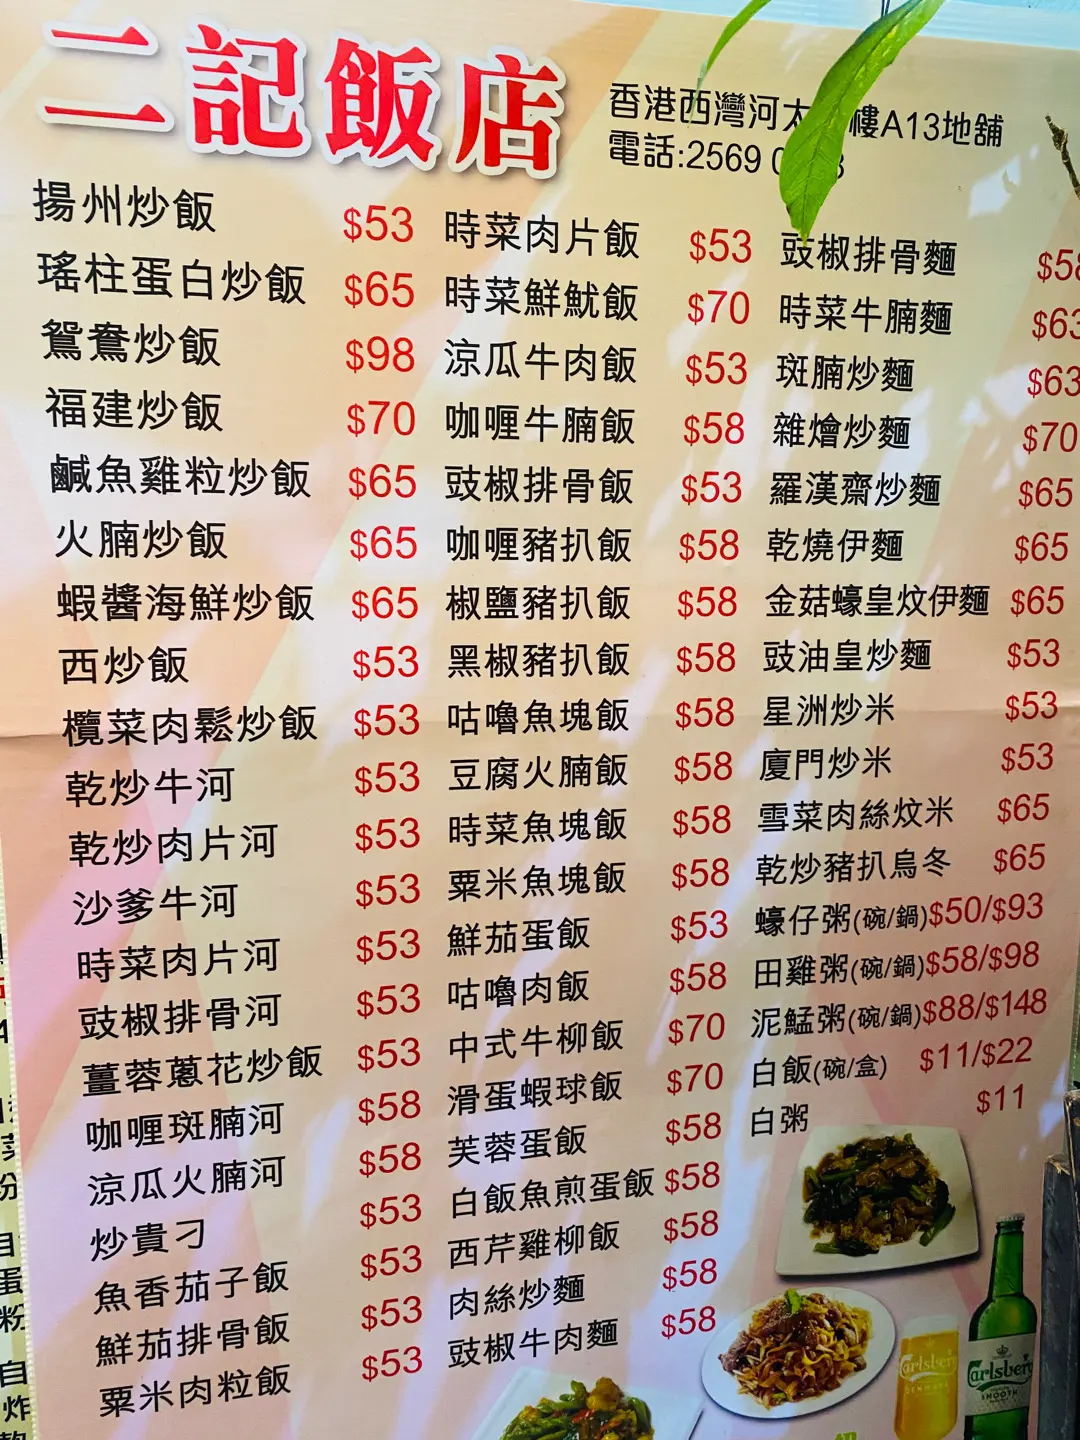 二記飯店
香港西灣河太 樓A13地舖
電話:2569
揚州炒飯 $53
瑤柱蛋白炒飯 $65
鴛鴦炒飯 $98
福建炒飯 $70
鹹魚雞粒炒飯 $65
火腩炒飯 $65
蝦醬海鮮炒飯 $65
西炒飯 $53
欖菜肉鬆炒飯 $53
乾炒牛河 $53
乾炒肉片河 $53
沙爹牛河 $53
時菜肉片河 $53
豉椒排骨河 $53
薑蓉蔥花炒飯 $53
咖喱斑腩河 $58
涼瓜火腩河 $58
炒貴刁 $53
魚香茄子飯 $53
鮮茄排骨飯 $53
粟米肉粒飯 $53
時菜肉片飯 $53
時菜鮮魷飯 $70
涼瓜牛肉飯 $53
咖喱牛腩飯 $58
豉椒排骨飯 $53
咖喱豬扒飯 $58
椒鹽豬扒飯 $58
黑椒豬扒飯 $58
咕嚕魚塊飯 $58
豆腐火腩飯 $58
時菜魚塊飯 $58
粟米魚塊飯 $58
鮮茄蛋飯 $53
咕嚕肉飯 $58
中式牛柳飯 $70
滑蛋蝦球飯 $70
芙蓉蛋飯 $58
白飯魚煎蛋飯 $58
西芹雞柳飯 $58
肉絲炒麵 $58
豉椒牛肉麵 $58
豉椒排骨麵 $58
時菜牛腩麵 $63
斑腩炒麵 $63
雜燴炒麵 $70
羅漢齋炒麵 $65
乾燒伊麵 $65
金菇蠔皇炆伊麵 $65
豉油皇炒麵 $53
星洲炒米 $53
廈門炒米 $53
雪菜肉絲炆米 $65
乾炒豬扒烏冬 $65
蠔仔粥(碗/鍋)$50/$93
田雞粥(碗/鍋)$58/$98
泥鯭粥(碗/鍋)$88/$148
白飯(碗/盒) $11/$22
白粥 $11
Carlsberg
DENMARK
Carlsberg
SMOOTH